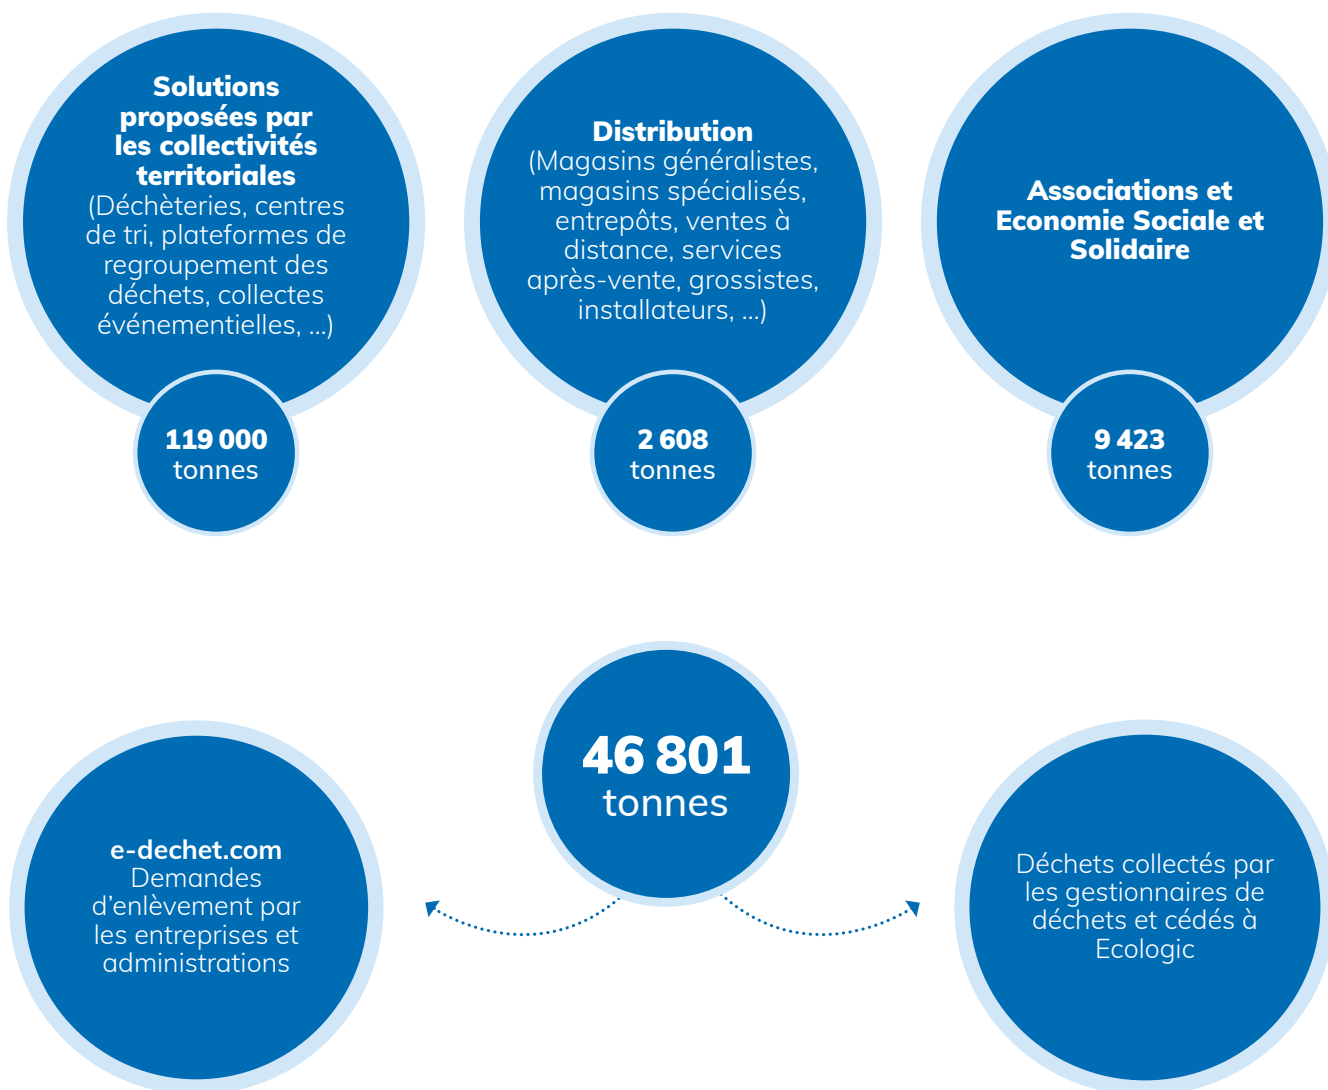 Solutions
proposées par
les collectivités
territoriales
(Déchèteries, centres
de tri, plateformes de
regroupement des
déchets, collectes
événementielles, ...)
119 000
tonnes
Distribution
(Magasins généralistes,
magasins spécialisés,
entrepôts, ventes à
distance, services
après-vente, grossistes,
installateurs, ...)
2 608
tonnes
Associations et
Economie Sociale et
Solidaire
9 423
tonnes
46 801
tonnes
e-dechet.com
Demandes
d'enlèvement par
les entreprises et
administrations
Déchets collectés par
les gestionnaires de
déchets et cédés à
Ecologic